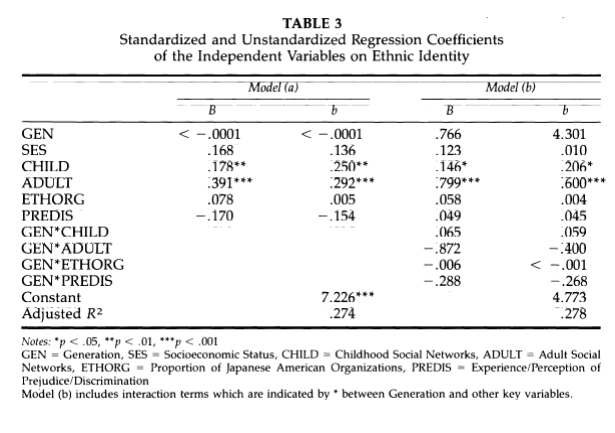 TABLE 3
Standardized and Unstandardized Regression Coefficients
of the Independent Variables on Ethnic Identity
Model (a) Model (b)
B b B b
GEN < −.0001 < −.0001 .766 4.301
SES .168 .136 .123 .010
CHILD .178** .250** .146* .206*
ADULT .391*** .292*** .799*** .600***
ETHORG .078 .005 .058 .004
PREDIS −.170 −.154 .049 .045
GEN*CHILD .065 .059
GEN*ADULT −.872 −.400
GEN*ETHORG −.006 < −.001
GEN*PREDIS −.288 −.268
Constant 7.226*** 4.773
Adjusted R² .274 .278
Notes: *p < .05, **p < .01, ***p < .001
GEN = Generation, SES = Socioeconomic Status, CHILD = Childhood Social Networks, ADULT = Adult Social
Networks, ETHORG = Proportion of Japanese American Organizations, PREDIS = Experience/Perception of
Prejudice/Discrimination
Model (b) includes interaction terms which are indicated by * between Generation and other key variables.